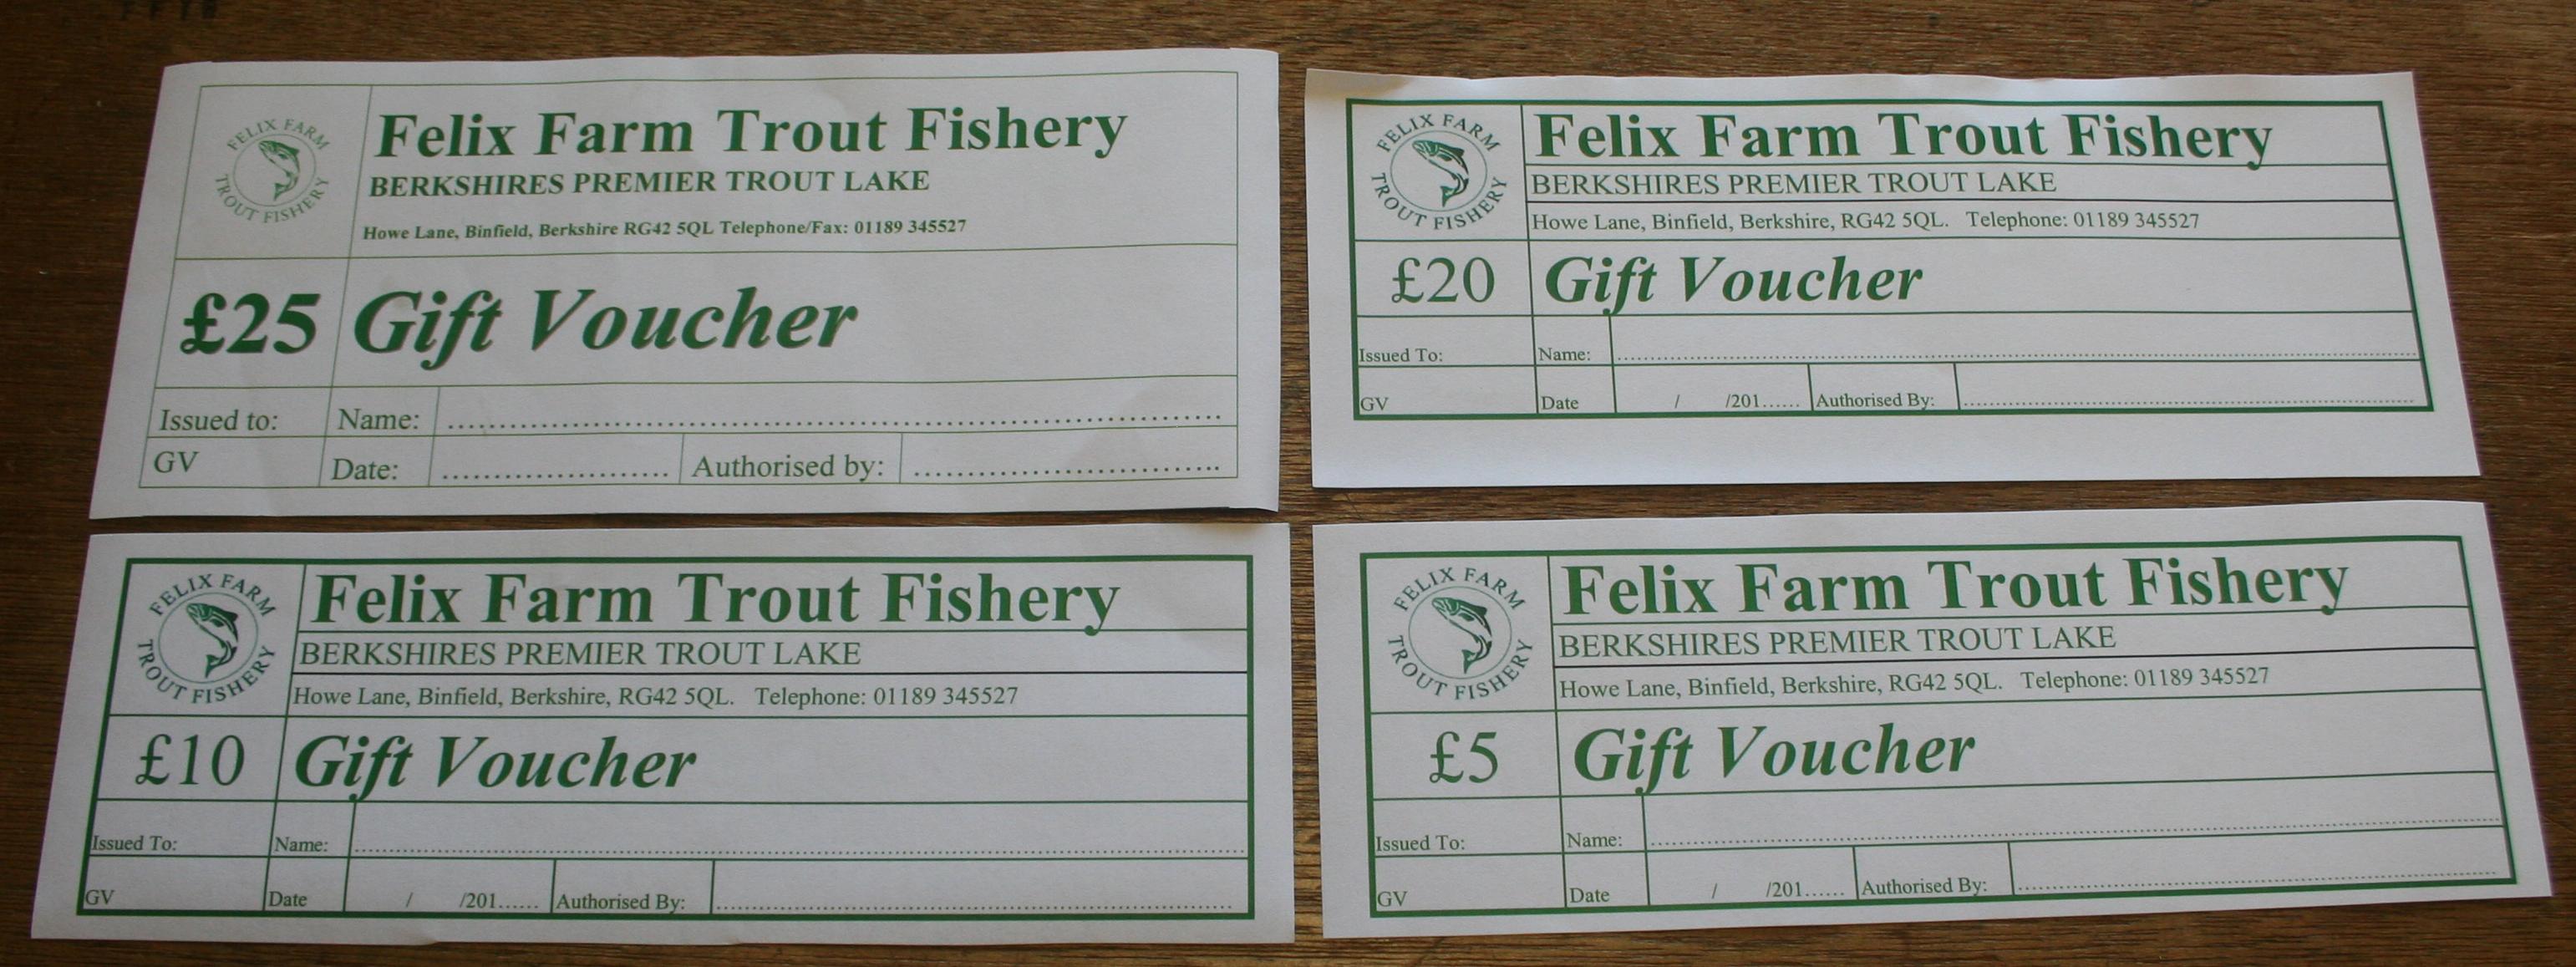 FELIX FARM
TROUT FISHERY
Felix Farm Trout Fishery
BERKSHIRES PREMIER TROUT LAKE
Howe Lane, Binfield, Berkshire RG42 5QL Telephone/Fax: 01189 345527
£25 Gift Voucher
Issued to: Name: ..........
GV Date: .......... Authorised by: ..........
FELIX FARM
TROUT FISHERY
Felix Farm Trout Fishery
BERKSHIRES PREMIER TROUT LAKE
Howe Lane, Binfield, Berkshire, RG42 5QL. Telephone: 01189 345527
£20 Gift Voucher
Issued To: Name: ..........
GV Date / /201...... Authorised By: ..........
FELIX FARM
TROUT FISHERY
Felix Farm Trout Fishery
BERKSHIRES PREMIER TROUT LAKE
Howe Lane, Binfield, Berkshire, RG42 5QL. Telephone: 01189 345527
£10 Gift Voucher
Issued To: Name: ..........
GV Date / /201...... Authorised By: ..........
FELIX FARM
TROUT FISHERY
Felix Farm Trout Fishery
BERKSHIRES PREMIER TROUT LAKE
Howe Lane, Binfield, Berkshire, RG42 5QL. Telephone: 01189 345527
£5 Gift Voucher
Issued To: Name: ..........
GV Date / /201...... Authorised By: ..........